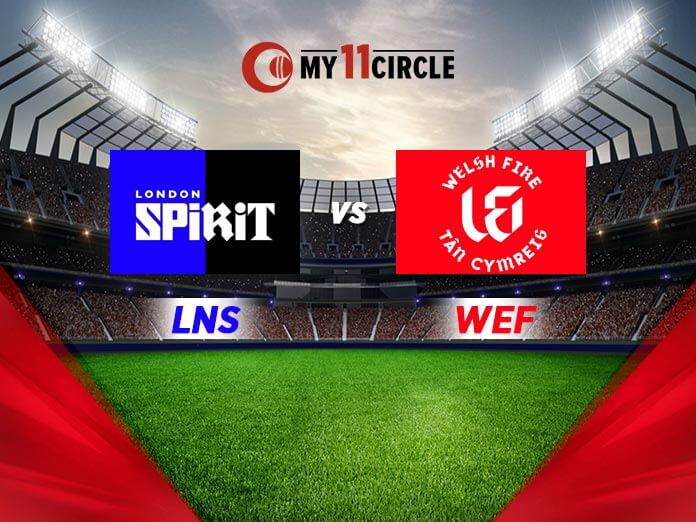 MY11CIRCLE
LONDON
SPIRIT
VS
WELSH FIRE
TÂN CYMREIG
LNS
WEF